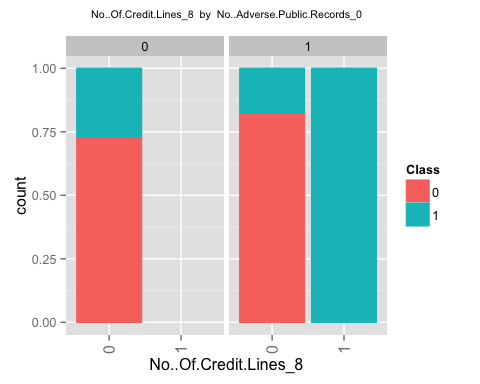 No..Of.Credit.Lines_8 by No..Adverse.Public.Records_0
0 1
1.00
0.75
0.50
0.25
0.00
count
0 1 0 1
No..Of.Credit.Lines_8
Class
0
1